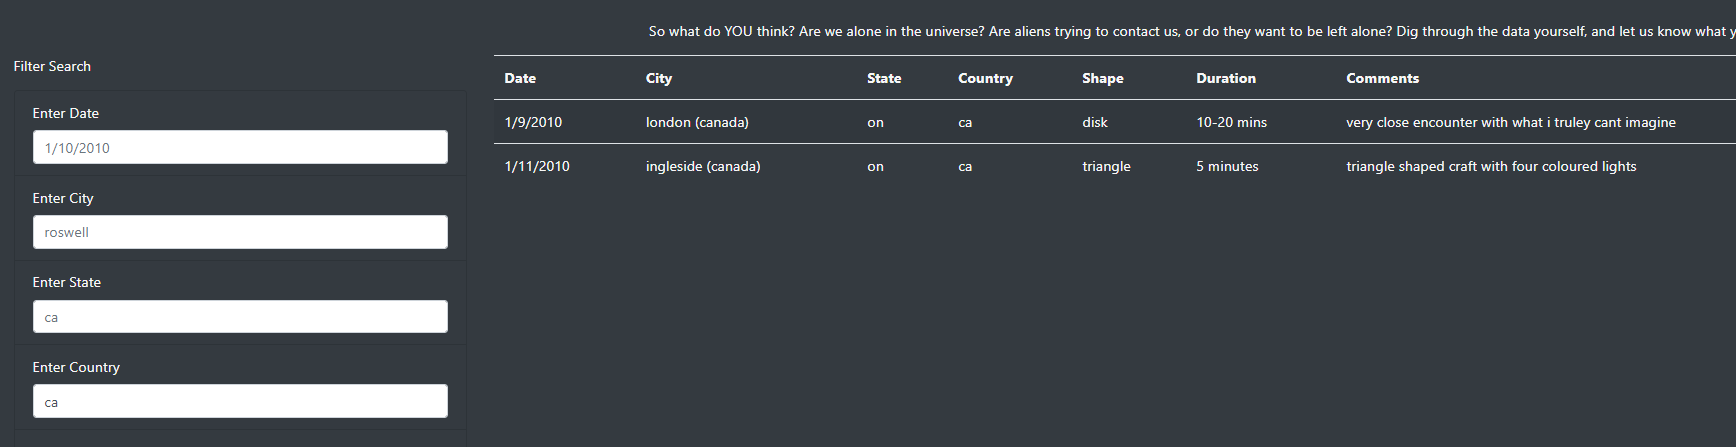 So what do YOU think? Are we alone in the universe? Are aliens trying to contact us, or do they want to be left alone? Dig through the data yourself, and let us know what
Filter Search
Enter Date
1/10/2010
Enter City
roswell
Enter State
ca
Enter Country
ca
Date City State Country Shape Duration Comments
1/9/2010 london (canada) on ca disk 10-20 mins very close encounter with what i truley cant imagine
1/11/2010 ingleside (canada) on ca triangle 5 minutes triangle shaped craft with four coloured lights